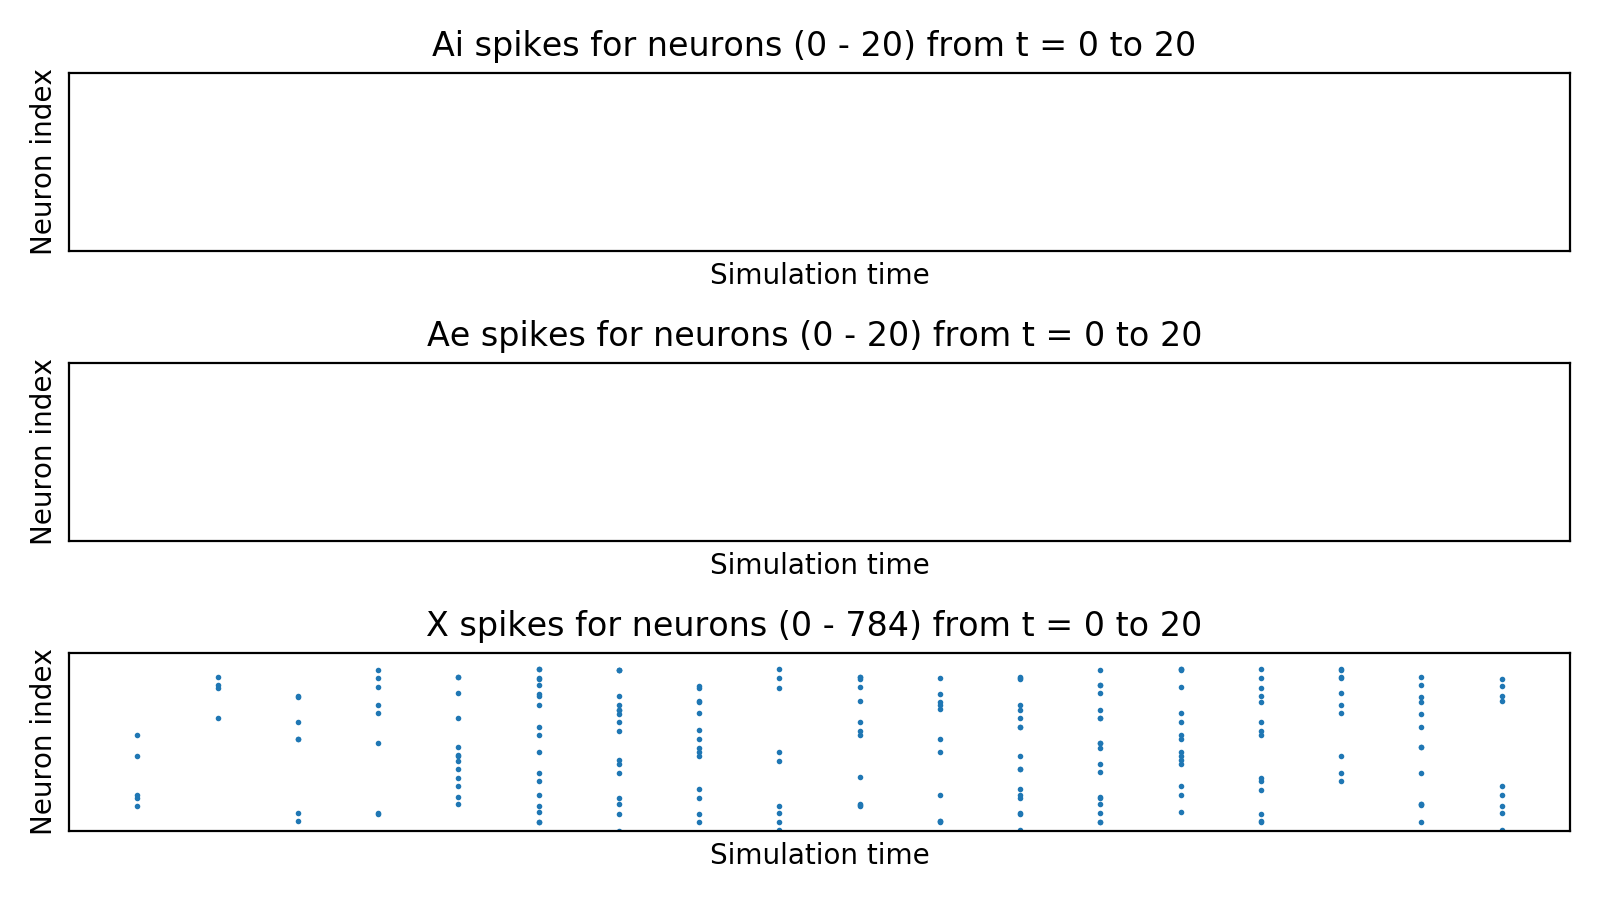 Ai spikes for neurons (0 - 20) from t = 0 to 20
Neuron index
Simulation time
Ae spikes for neurons (0 - 20) from t = 0 to 20
Neuron index
Simulation time
X spikes for neurons (0 - 784) from t = 0 to 20
Neuron index
Simulation time